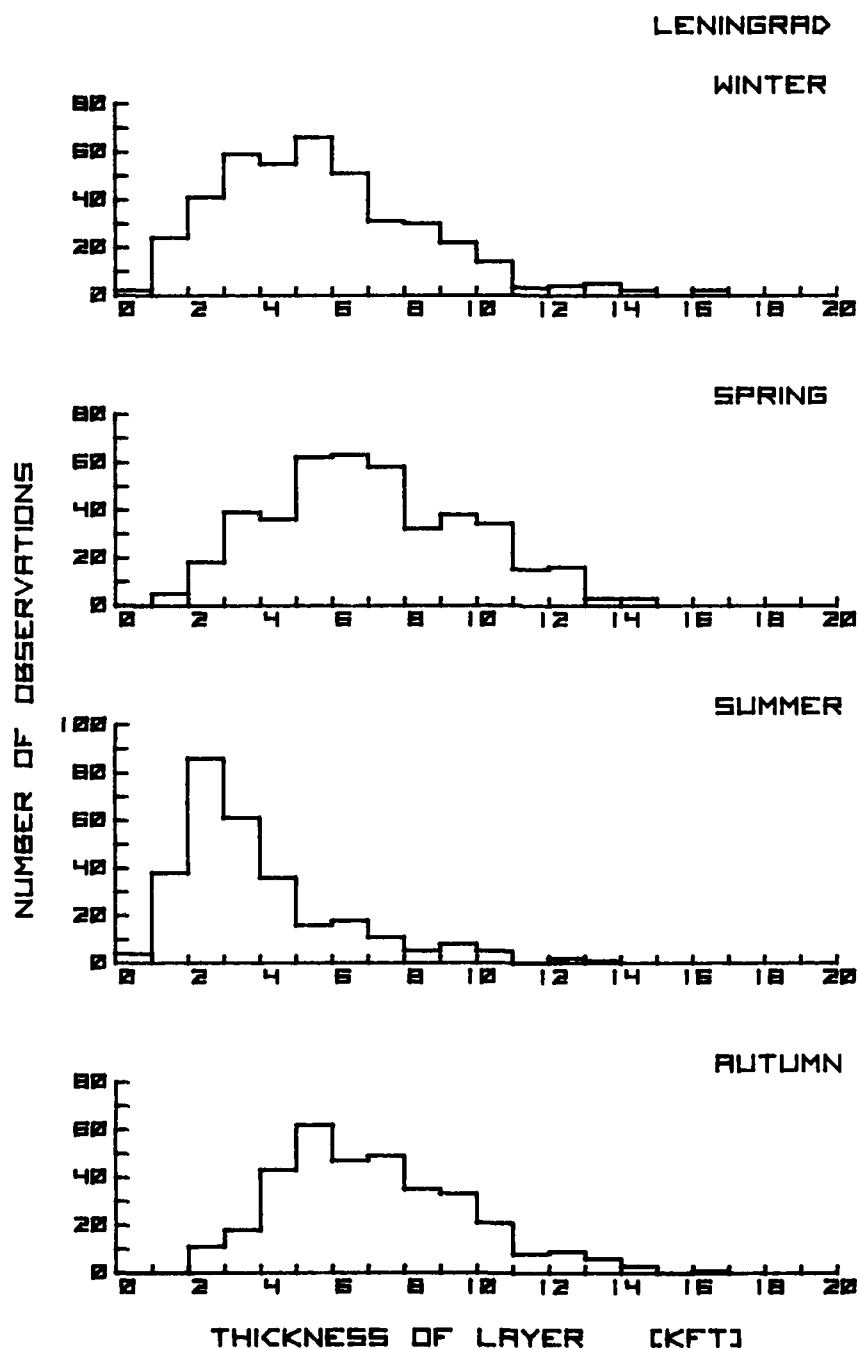 LENINGRAD
WINTER
80
60
40
20
0
0 2 4 6 8 10 12 14 16 18 20
SPRING
80
60
40
20
0
0 2 4 6 8 10 12 14 16 18 20
SUMMER
100
80
60
40
20
0
0 2 4 6 8 10 12 14 16 18 20
AUTUMN
80
60
40
20
0
0 2 4 6 8 10 12 14 16 18 20
NUMBER OF OBSERVATIONS
THICKNESS OF LAYER [KFT]